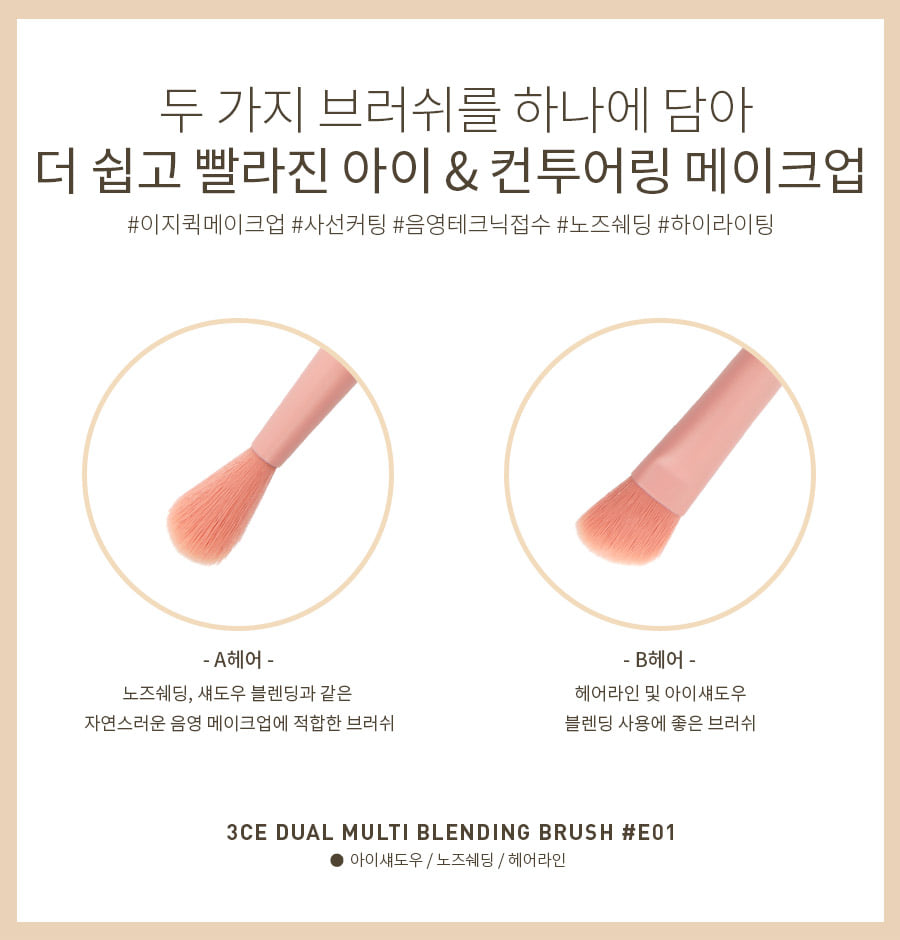 두 가지 브러쉬를 하나에 담아
더 쉽고 빨라진 아이 & 컨투어링 메이크업
#이지퀵메이크업 #사선커팅 #음영테크닉접수 #노즈쉐딩 #하이라이팅
- A헤어 -
노즈쉐딩, 섀도우 블렌딩과 같은
자연스러운 음영 메이크업에 적합한 브러쉬
- B헤어 -
헤어라인 및 아이섀도우
블렌딩 사용에 좋은 브러쉬
3CE DUAL MULTI BLENDING BRUSH #E01
● 아이섀도우 / 노즈쉐딩 / 헤어라인